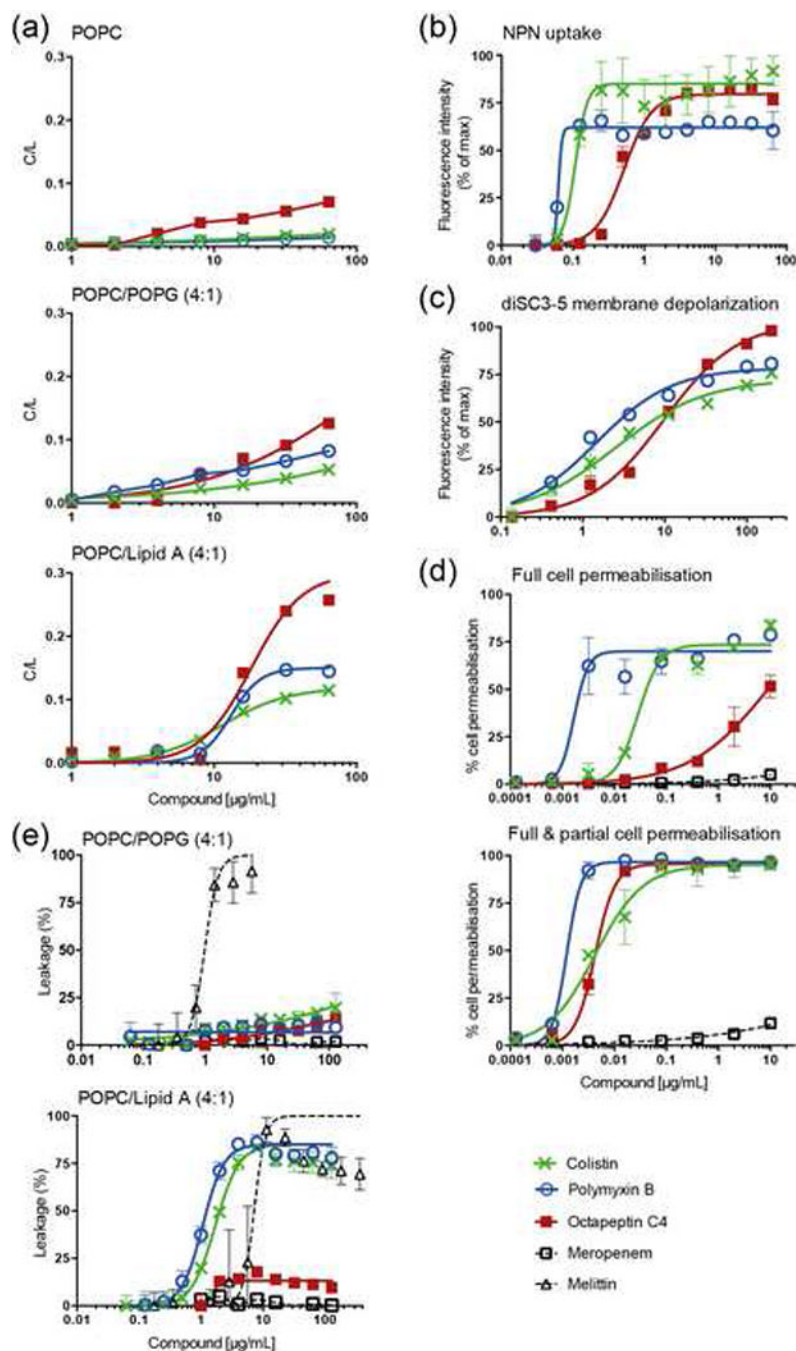 (a)
POPC
0.3
0.2
0.1
0.0
C/L
1
10
100
POPC/POPG (4:1)
0.3
0.2
0.1
0.0
C/L
1
10
100
POPC/Lipid A (4:1)
0.3
0.2
0.1
0.0
C/L
1
10
100
Compound [µg/mL]
(b)
NPN uptake
100
75
50
25
0
Fluorescence intensity
(% of max)
0.01
0.1
1
10
100
(c)
diSC3-5 membrane depolarization
100
75
50
25
0
Fluorescence intensity
(% of max)
0.1
1
10
100
(d)
Full cell permeabilisation
100
75
50
25
0
% cell permeabilisation
0.0001
0.001
0.01
0.1
1
10
Full & partial cell permeabilisation
100
75
50
25
0
% cell permeabilisation
0.0001
0.001
0.01
0.1
1
10
Compound [µg/mL]
(e)
POPC/POPG (4:1)
100
75
50
25
0
Leakage (%)
0.01
0.1
1
10
100
POPC/Lipid A (4:1)
100
75
50
25
0
Leakage (%)
0.01
0.1
1
10
100
Compound [µg/mL]
Colistin
Polymyxin B
Octapeptin C4
Meropenem
Melittin